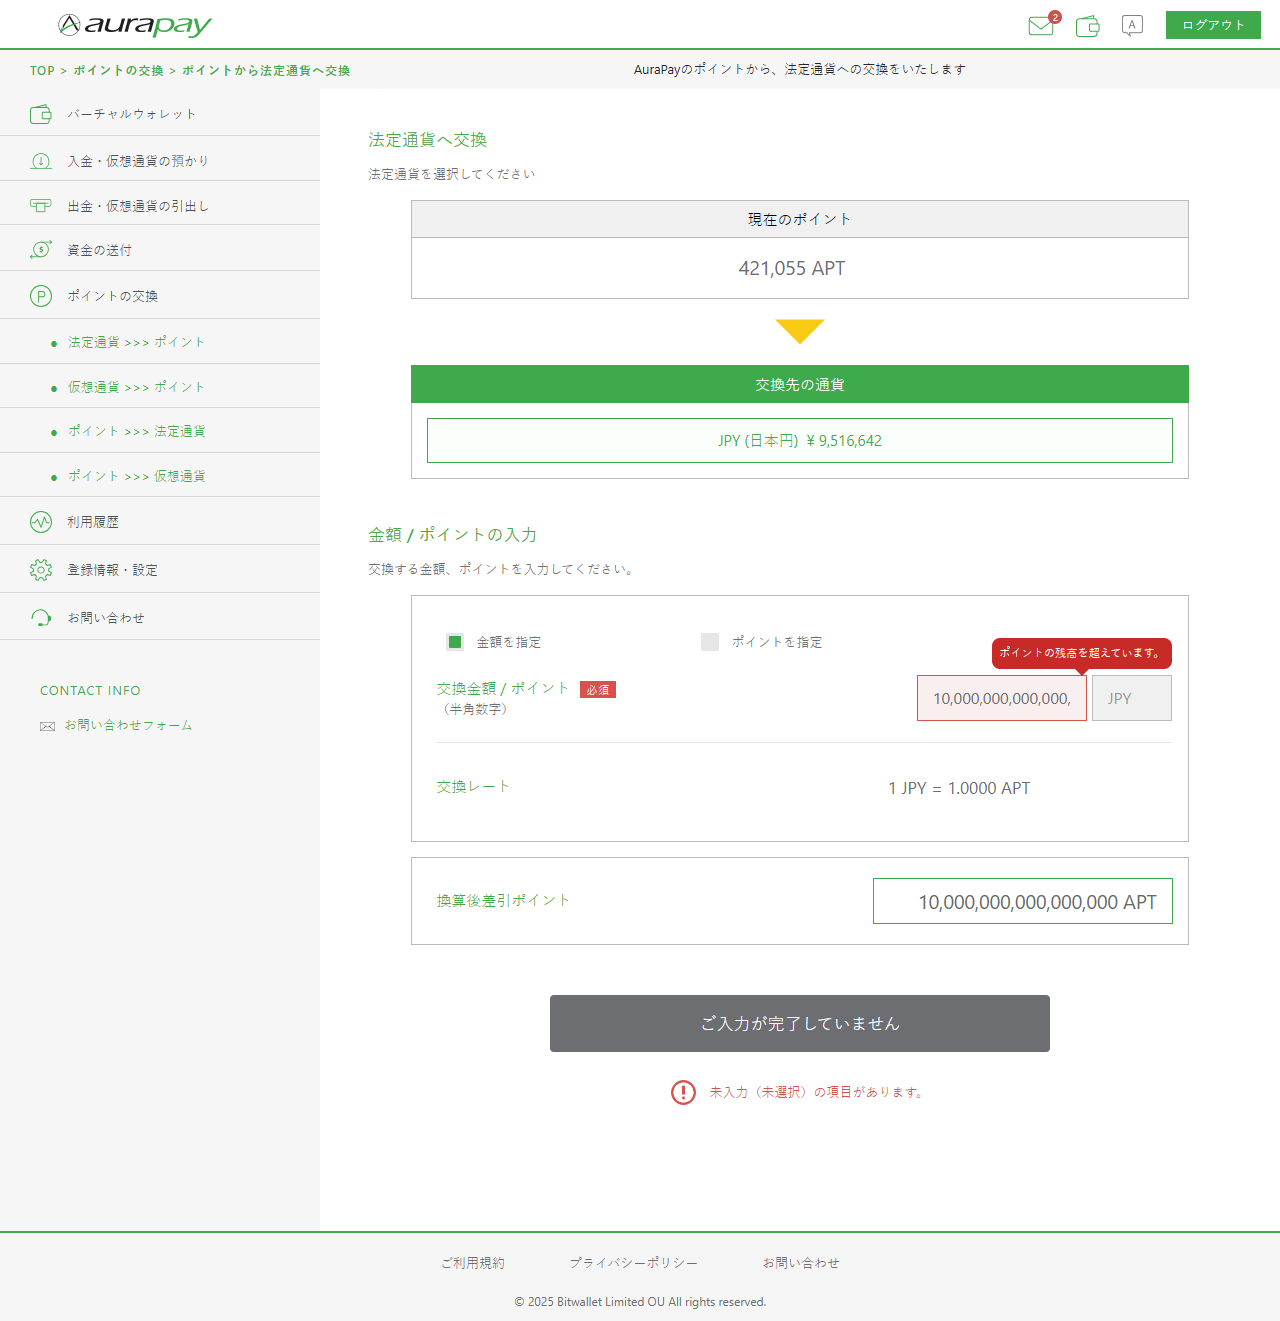 aurapay
2
A
ログアウト
TOP > ポイントの交換 > ポイントから法定通貨へ交換
AuraPayのポイントから、法定通貨への交換をいたします
バーチャルウォレット
入金・仮想通貨の預かり
出金・仮想通貨の引出し
資金の送付
ポイントの交換
法定通貨 >>> ポイント
仮想通貨 >>> ポイント
ポイント >>> 法定通貨
ポイント >>> 仮想通貨
利用履歴
登録情報・設定
お問い合わせ
CONTACT INFO
お問い合わせフォーム
法定通貨へ交換
法定通貨を選択してください
現在のポイント
421,055 APT
交換先の通貨
JPY (日本円) ¥ 9,516,642
金額 / ポイントの入力
交換する金額、ポイントを入力してください。
金額を指定
ポイントを指定
ポイントの残高を超えています。
交換金額 / ポイント 必須
（半角数字）
10,000,000,000,000,
JPY
交換レート
1 JPY = 1.0000 APT
換算後差引ポイント
10,000,000,000,000,000 APT
ご入力が完了していません
未入力（未選択）の項目があります。
ご利用規約
プライバシーポリシー
お問い合わせ
© 2025 Bitwallet Limited OU All rights reserved.